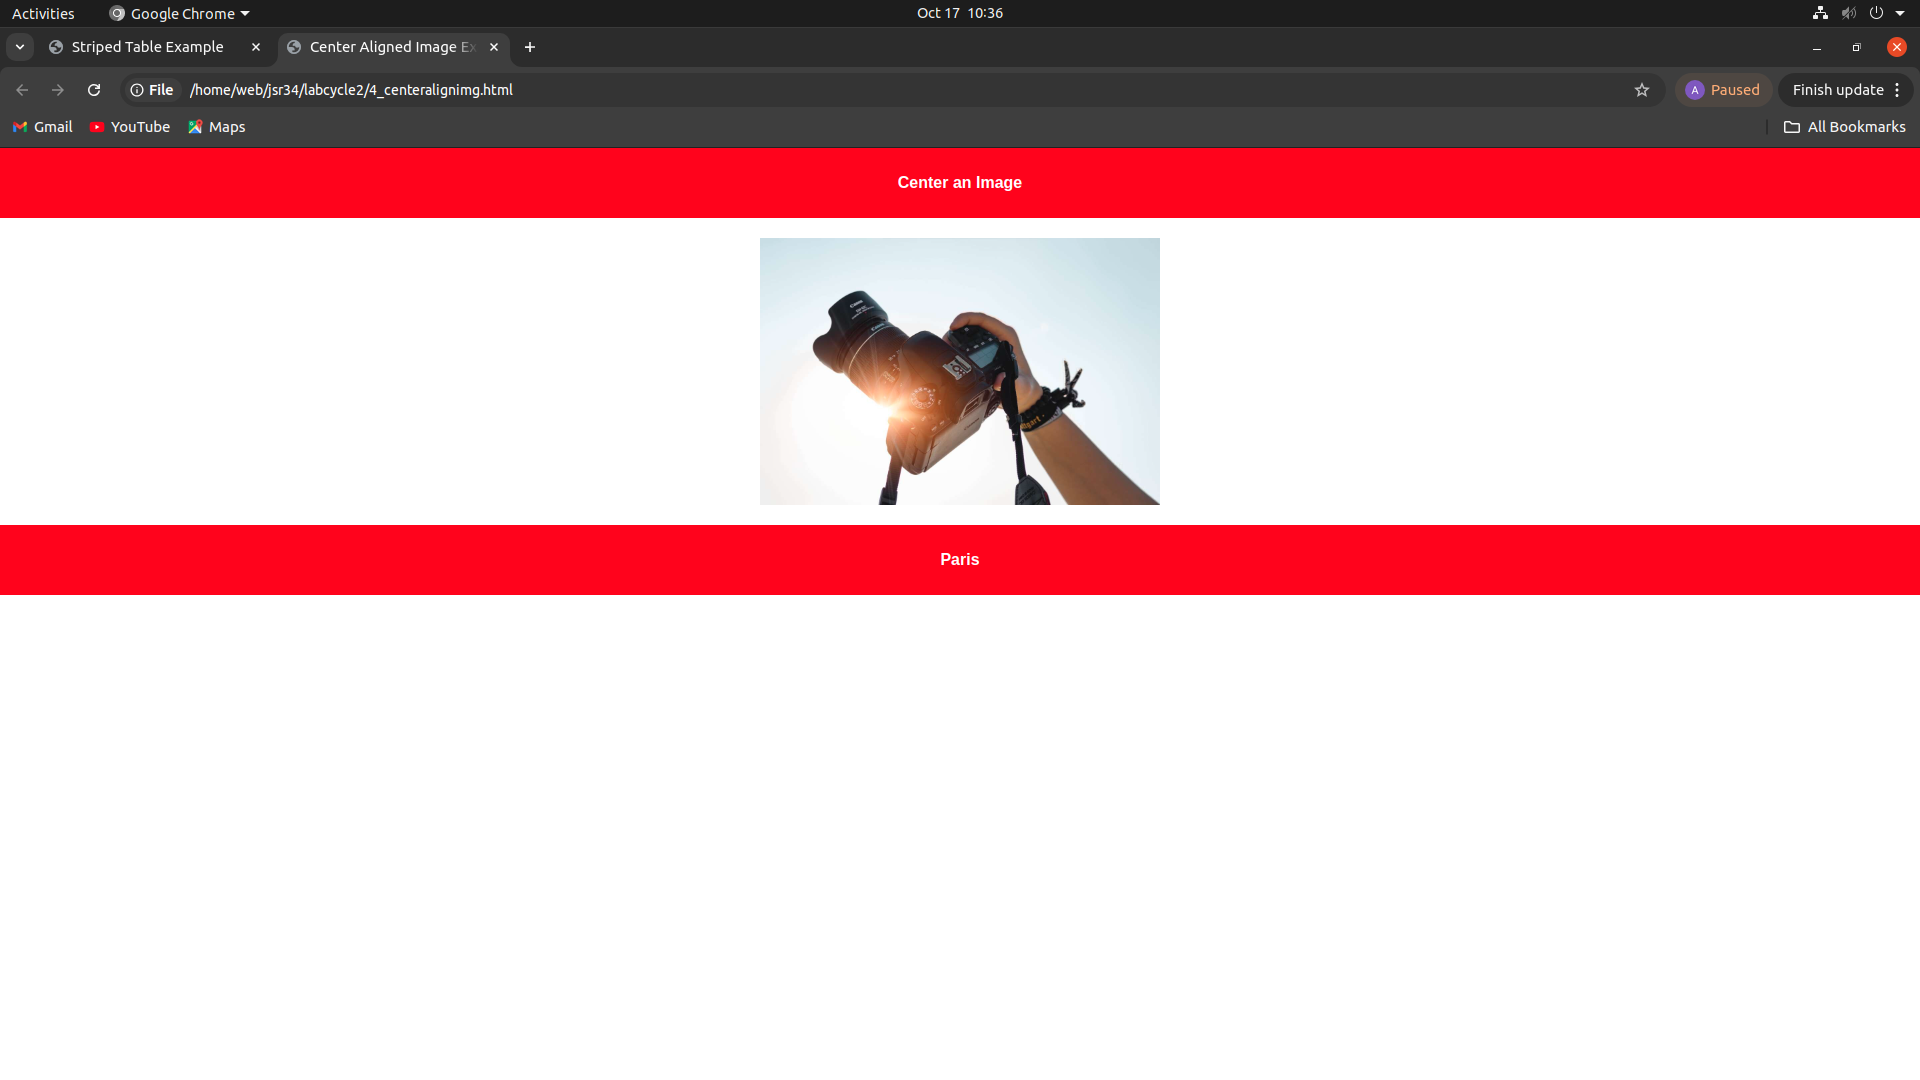 Activities Google Chrome Oct 17 10:36
Striped Table Example Center Aligned Image Ex
File /home/web/jsr34/labcycle2/4_centeralignimg.html A Paused Finish update
Gmail YouTube Maps All Bookmarks
Center an Image
Canon
Paris